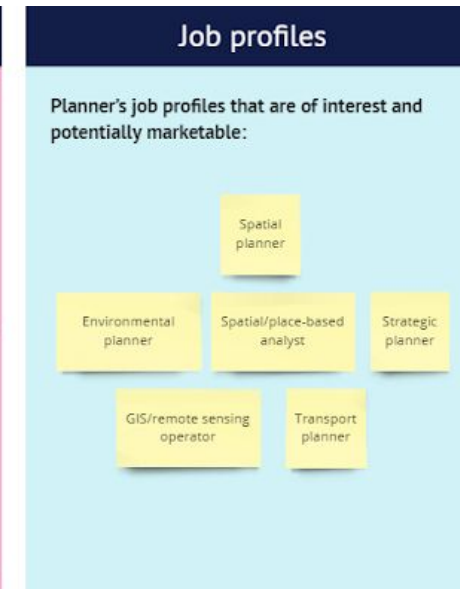 Job profiles
Planner's job profiles that are of interest and
potentially marketable:
Spatial
planner
Environmental
planner
Spatial/place-based
analyst
Strategic
planner
GIS/remote sensing
operator
Transport
planner